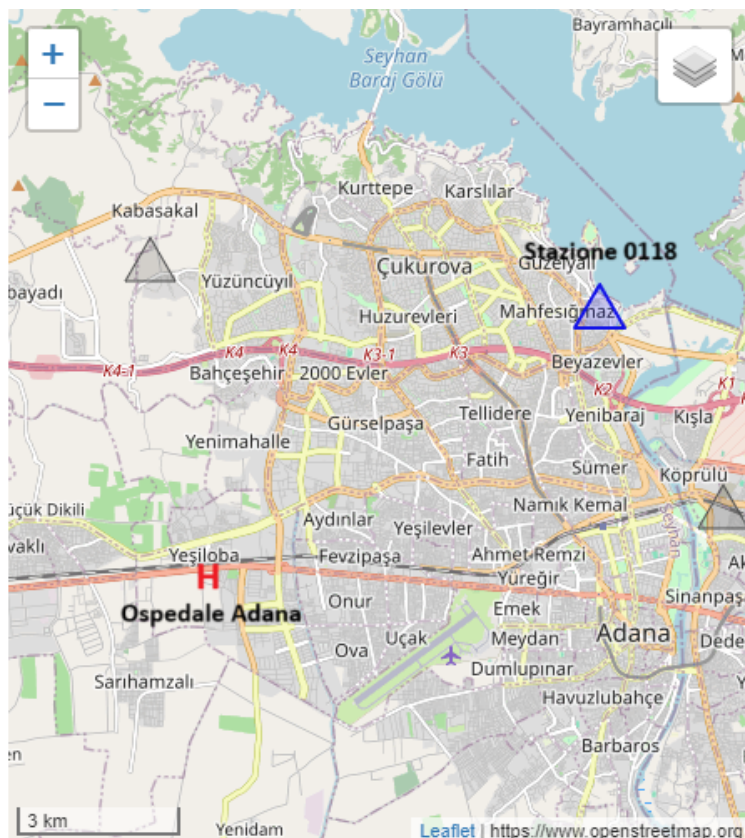 Bayramhacılı
+
Seyhan
Baraj Gölü
−
Kurttepe
Karslılar
Kabasakal
Stazione 0118
Güzelyalı
Çukurova
Yüzüncüyıl
bayadı
Mahfesığmaz
Huzurevleri
K4
K4
K3-1
K3
K4-1
Bahçeşehir
2000 Evler
Beyazevler
K2
K1
Gürselpaşa
Tellidere
Yenibaraj
Kışla
Yenimahalle
Fatih
Sümer
Köprülü
üçük Dikili
Namık Kemal
Aydınlar
Yeşilevler
Seyhan
vaklı
Yeşiloba
Fevzipaşa
Ahmet Remzi
Yüreğir
H
Ospedale Adana
Onur
Emek
Sinanpaşa
Uçak
Meydan
Adana
Ova
Dede
Sarıhamzalı
Dumlupınar
Havuzlubahçe
Barbaros
3 km
Yenidam
Leaflet | https://www.openstreetmap.org